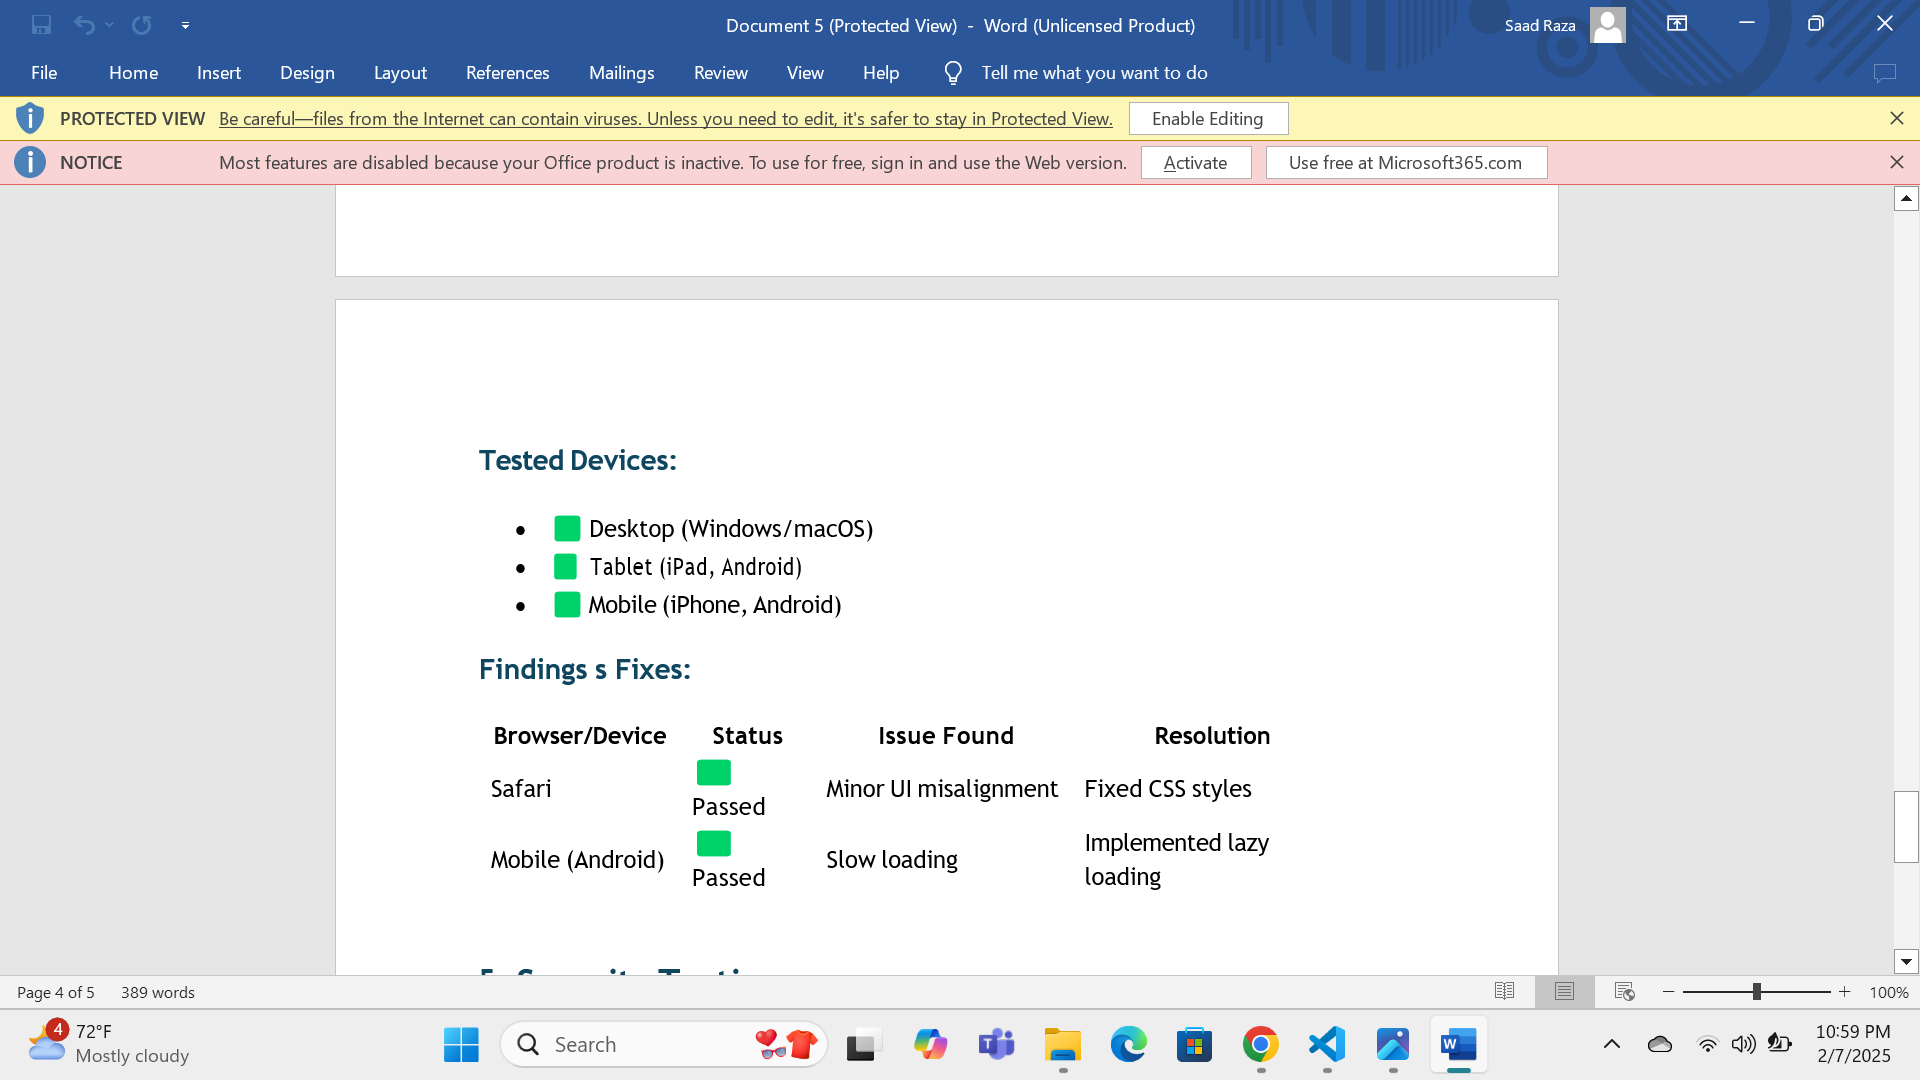 Document 5 (Protected View) - Word (Unlicensed Product)
Saad Raza
File Home Insert Design Layout References Mailings Review View Help Tell me what you want to do
PROTECTED VIEW Be careful—files from the Internet can contain viruses. Unless you need to edit, it's safer to stay in Protected View. Enable Editing
NOTICE Most features are disabled because your Office product is inactive. To use for free, sign in and use the Web version. Activate Use free at Microsoft365.com
Tested Devices:
• Desktop (Windows/macOS)
• Tablet (iPad, Android)
• Mobile (iPhone, Android)
Findings s Fixes:
Browser/Device Status Issue Found Resolution
Safari Passed Minor UI misalignment Fixed CSS styles
Mobile (Android) Passed Slow loading Implemented lazy
loading
Page 4 of 5 389 words 100%
4 72°F
Mostly cloudy
Search
10:59 PM
2/7/2025